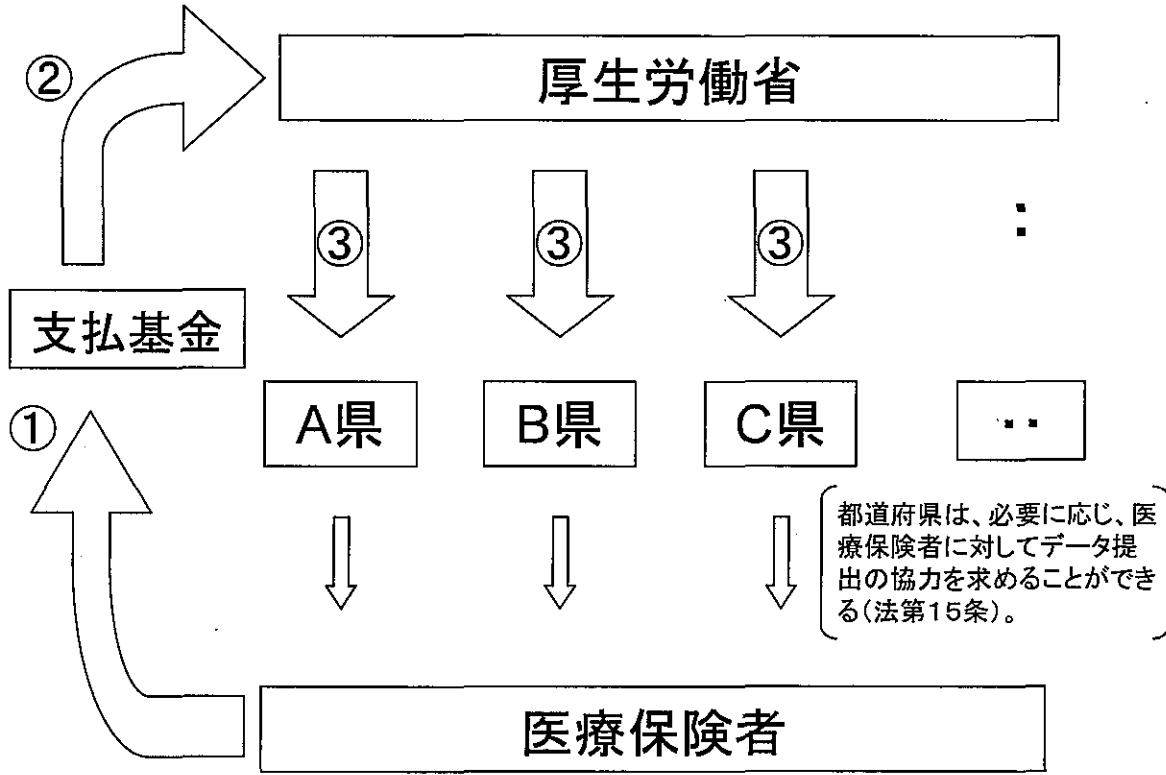 ②
厚生労働省
③
③
③
:
支払基金
①
A県
B県
C県
‥
都道府県は、必要に応じ、医
療保険者に対してデータ提
出の協力を求めることができ
る(法第15条)。
医療保険者